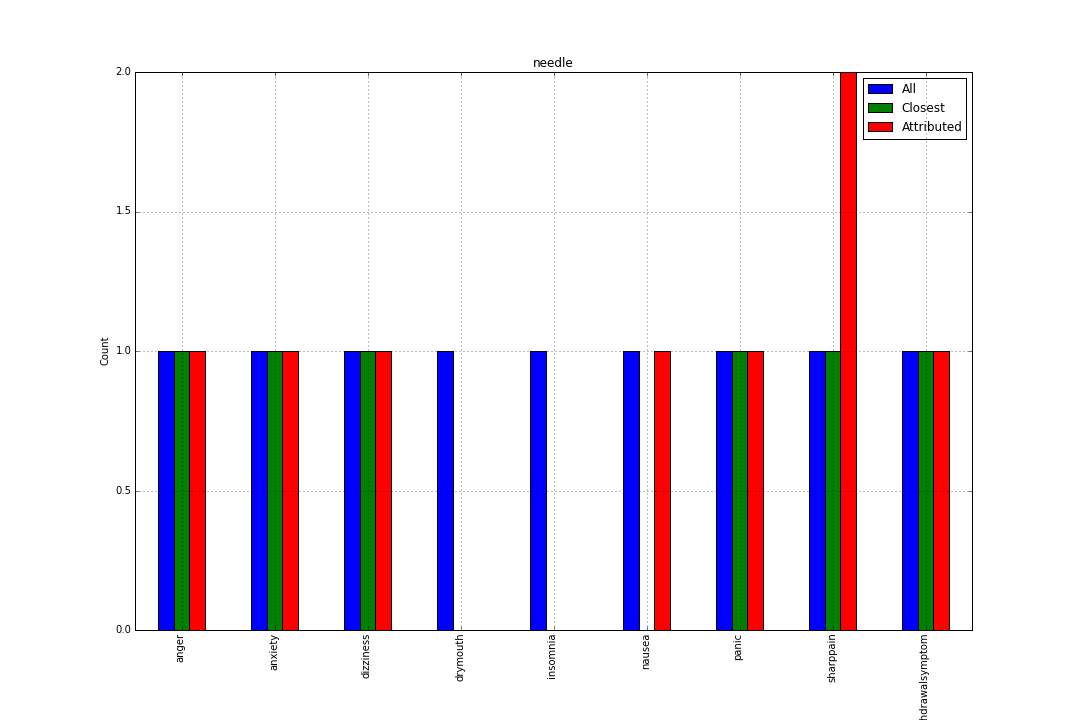 needle
2.0
1.5
1.0
0.5
0.0
Count
All
Closest
Attributed
anger
anxiety
dizziness
drymouth
insomnia
nausea
panic
sharppain
hdrawalsymptom